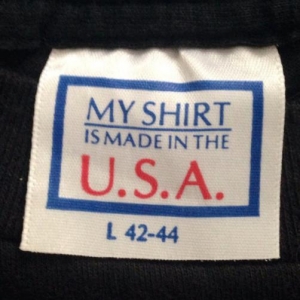 MY SHIRT
IS MADE IN THE
U.S.A.
L 42-44